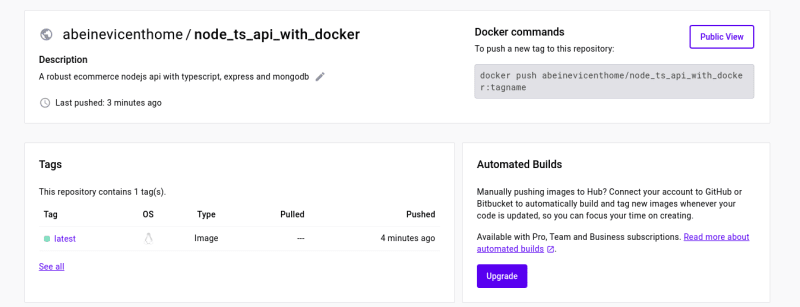 abeinevicenthome / node_ts_api_with_docker
Description
A robust ecommerce nodejs api with typescript, express and mongodb
Last pushed: 3 minutes ago
Docker commands
To push a new tag to this repository:
Public View
docker push abeinevicenthome/node_ts_api_with_docke
r:tagname
Tags
This repository contains 1 tag(s).
Tag OS Type Pulled Pushed
latest Image --- 4 minutes ago
See all
Automated Builds
Manually pushing images to Hub? Connect your account to GitHub or
Bitbucket to automatically build and tag new images whenever your
code is updated, so you can focus your time on creating.
Available with Pro, Team and Business subscriptions. Read more about
automated builds.
Upgrade